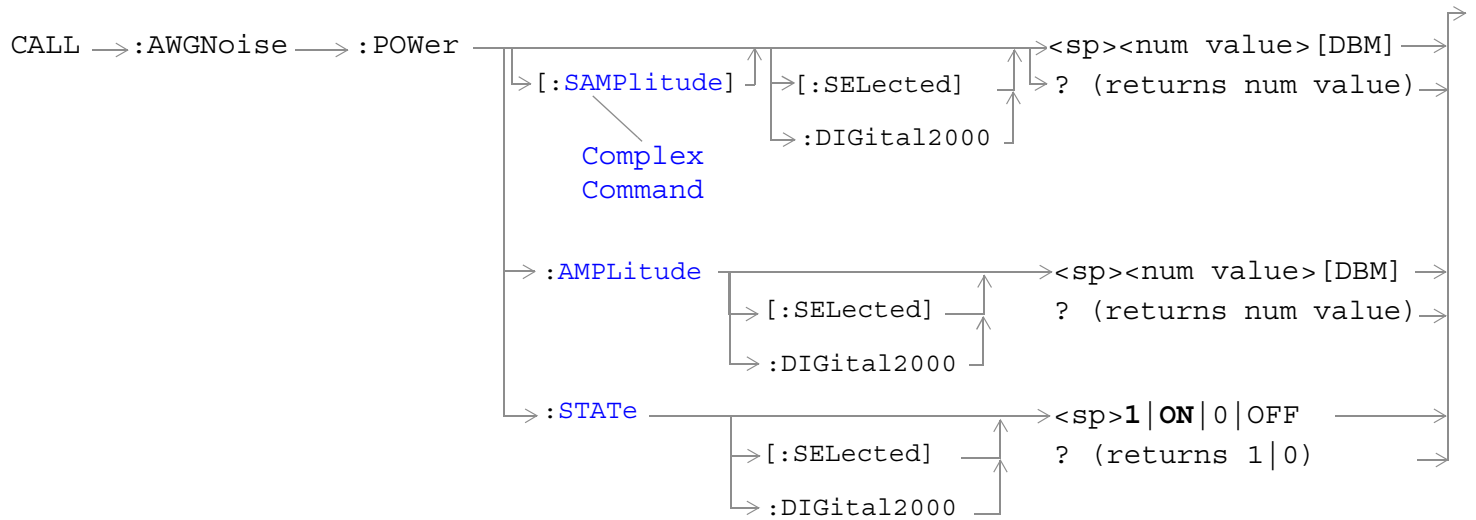 CALL :AWGNoise :POWer <sp><num value>[DBM]
[:SAMPlitude] [:SELected] ? (returns num value)
:DIGital2000
Complex
Command
:AMPLitude <sp><num value>[DBM]
[:SELected] ? (returns num value)
:DIGital2000
:STATe <sp>1|ON|0|OFF
[:SELected] ? (returns 1|0)
:DIGital2000